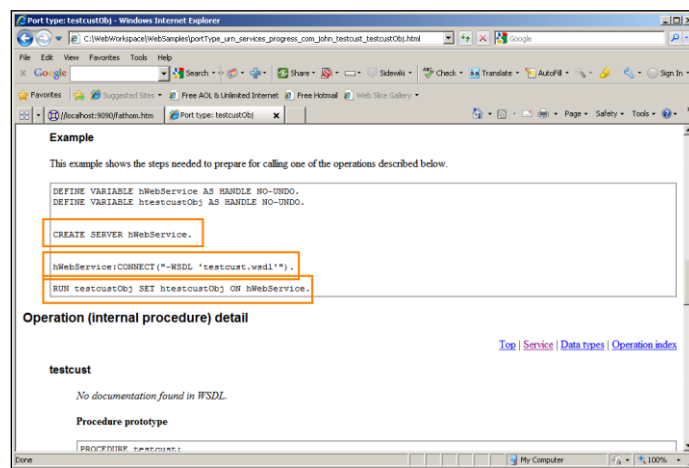 Port type: testcustObj - Windows Internet Explorer
C:\WebWorkspace\WebSamples\portType_urn_services_progress_com_john_testcust_testcustObj.html
Google
File Edit View Favorites Tools Help
x Google Search Share Sidewiki Check Translate AutoFill Sign In
Favorites Suggested Sites Free AOL & Unlimited Internet Free Hotmail Web Slice Gallery
//localhost:9090/Fathom.htm Port type: testcustObj x Page Safety Tools
Example
This example shows the steps needed to prepare for calling one of the operations described below.
DEFINE VARIABLE hWebService AS HANDLE NO-UNDO.
DEFINE VARIABLE htestcustObj AS HANDLE NO-UNDO.
CREATE SERVER hWebService.
hWebService:CONNECT("-WSDL 'testcust.wsdl'").
RUN testcustObj SET htestcustObj ON hWebService.
Operation (internal procedure) detail
Top | Service | Data types | Operation index
testcust
No documentation found in WSDL.
Procedure prototype
PROCEDURE testcust:
Done My Computer 100%